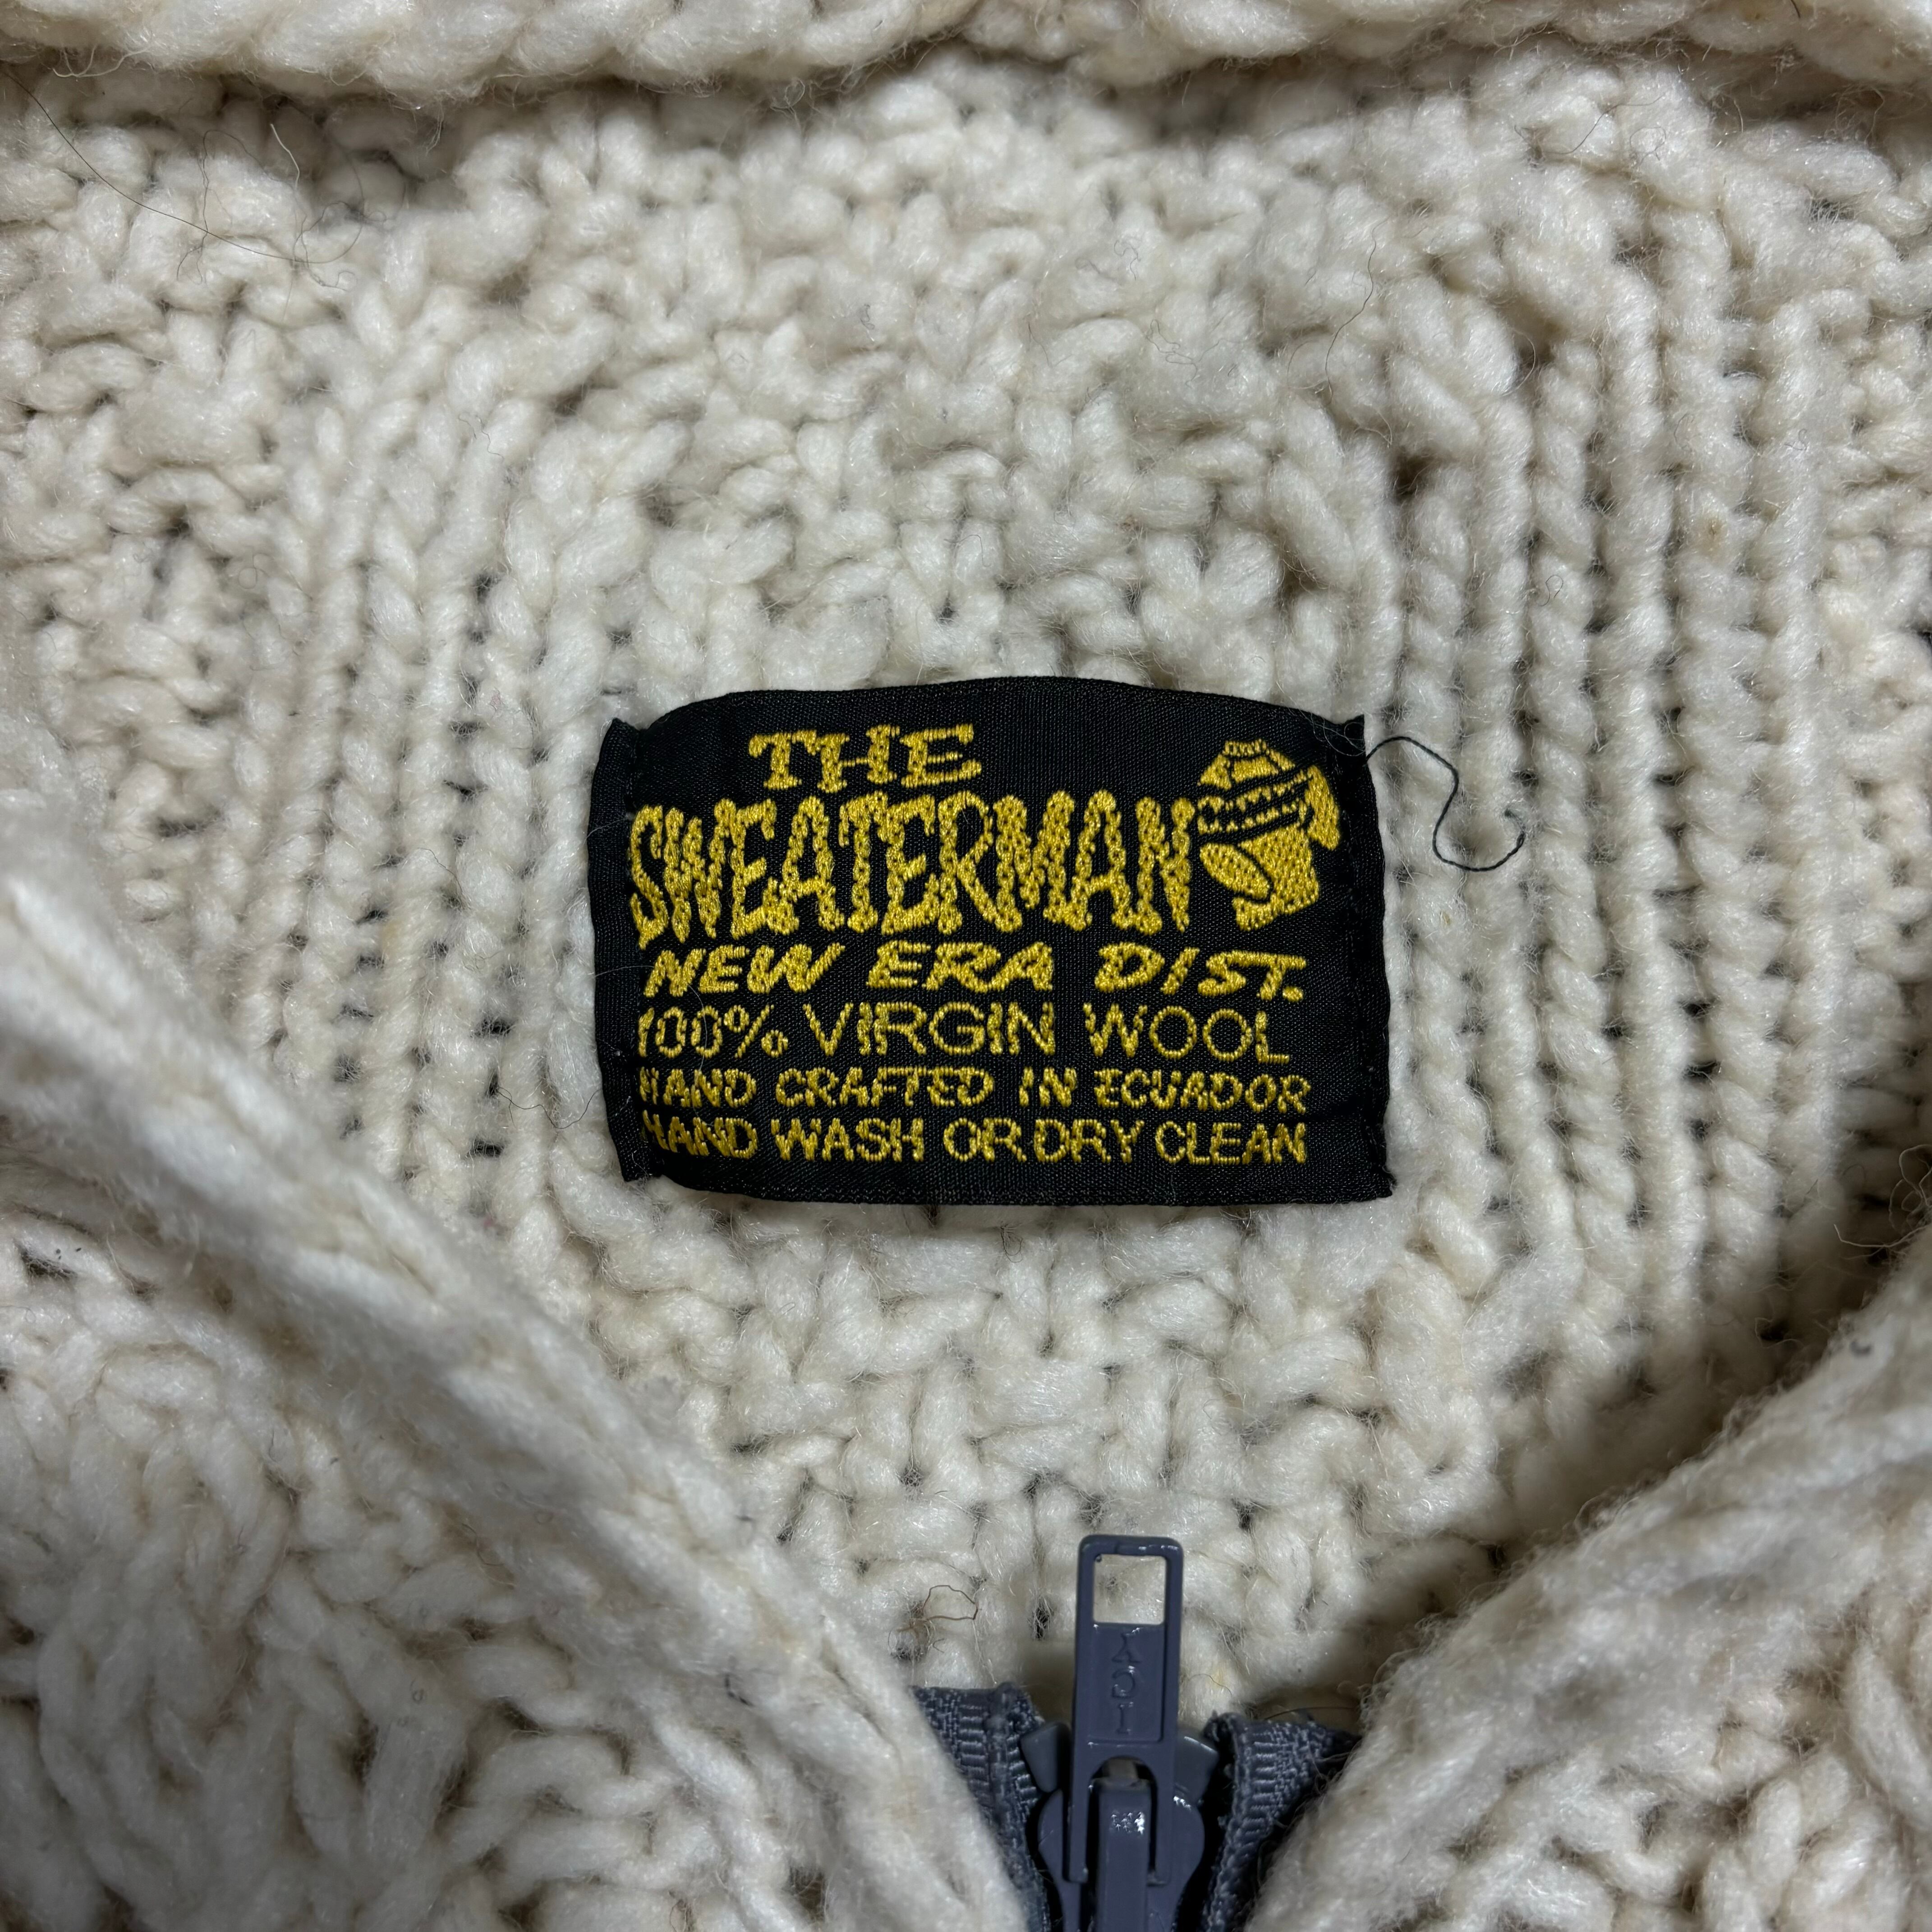 THE
SWEATERMAN
NEW ERA DIST.
100% VIRGIN WOOL
HAND CRAFTED IN ECUADOR
HAND WASH OR DRY CLEAN